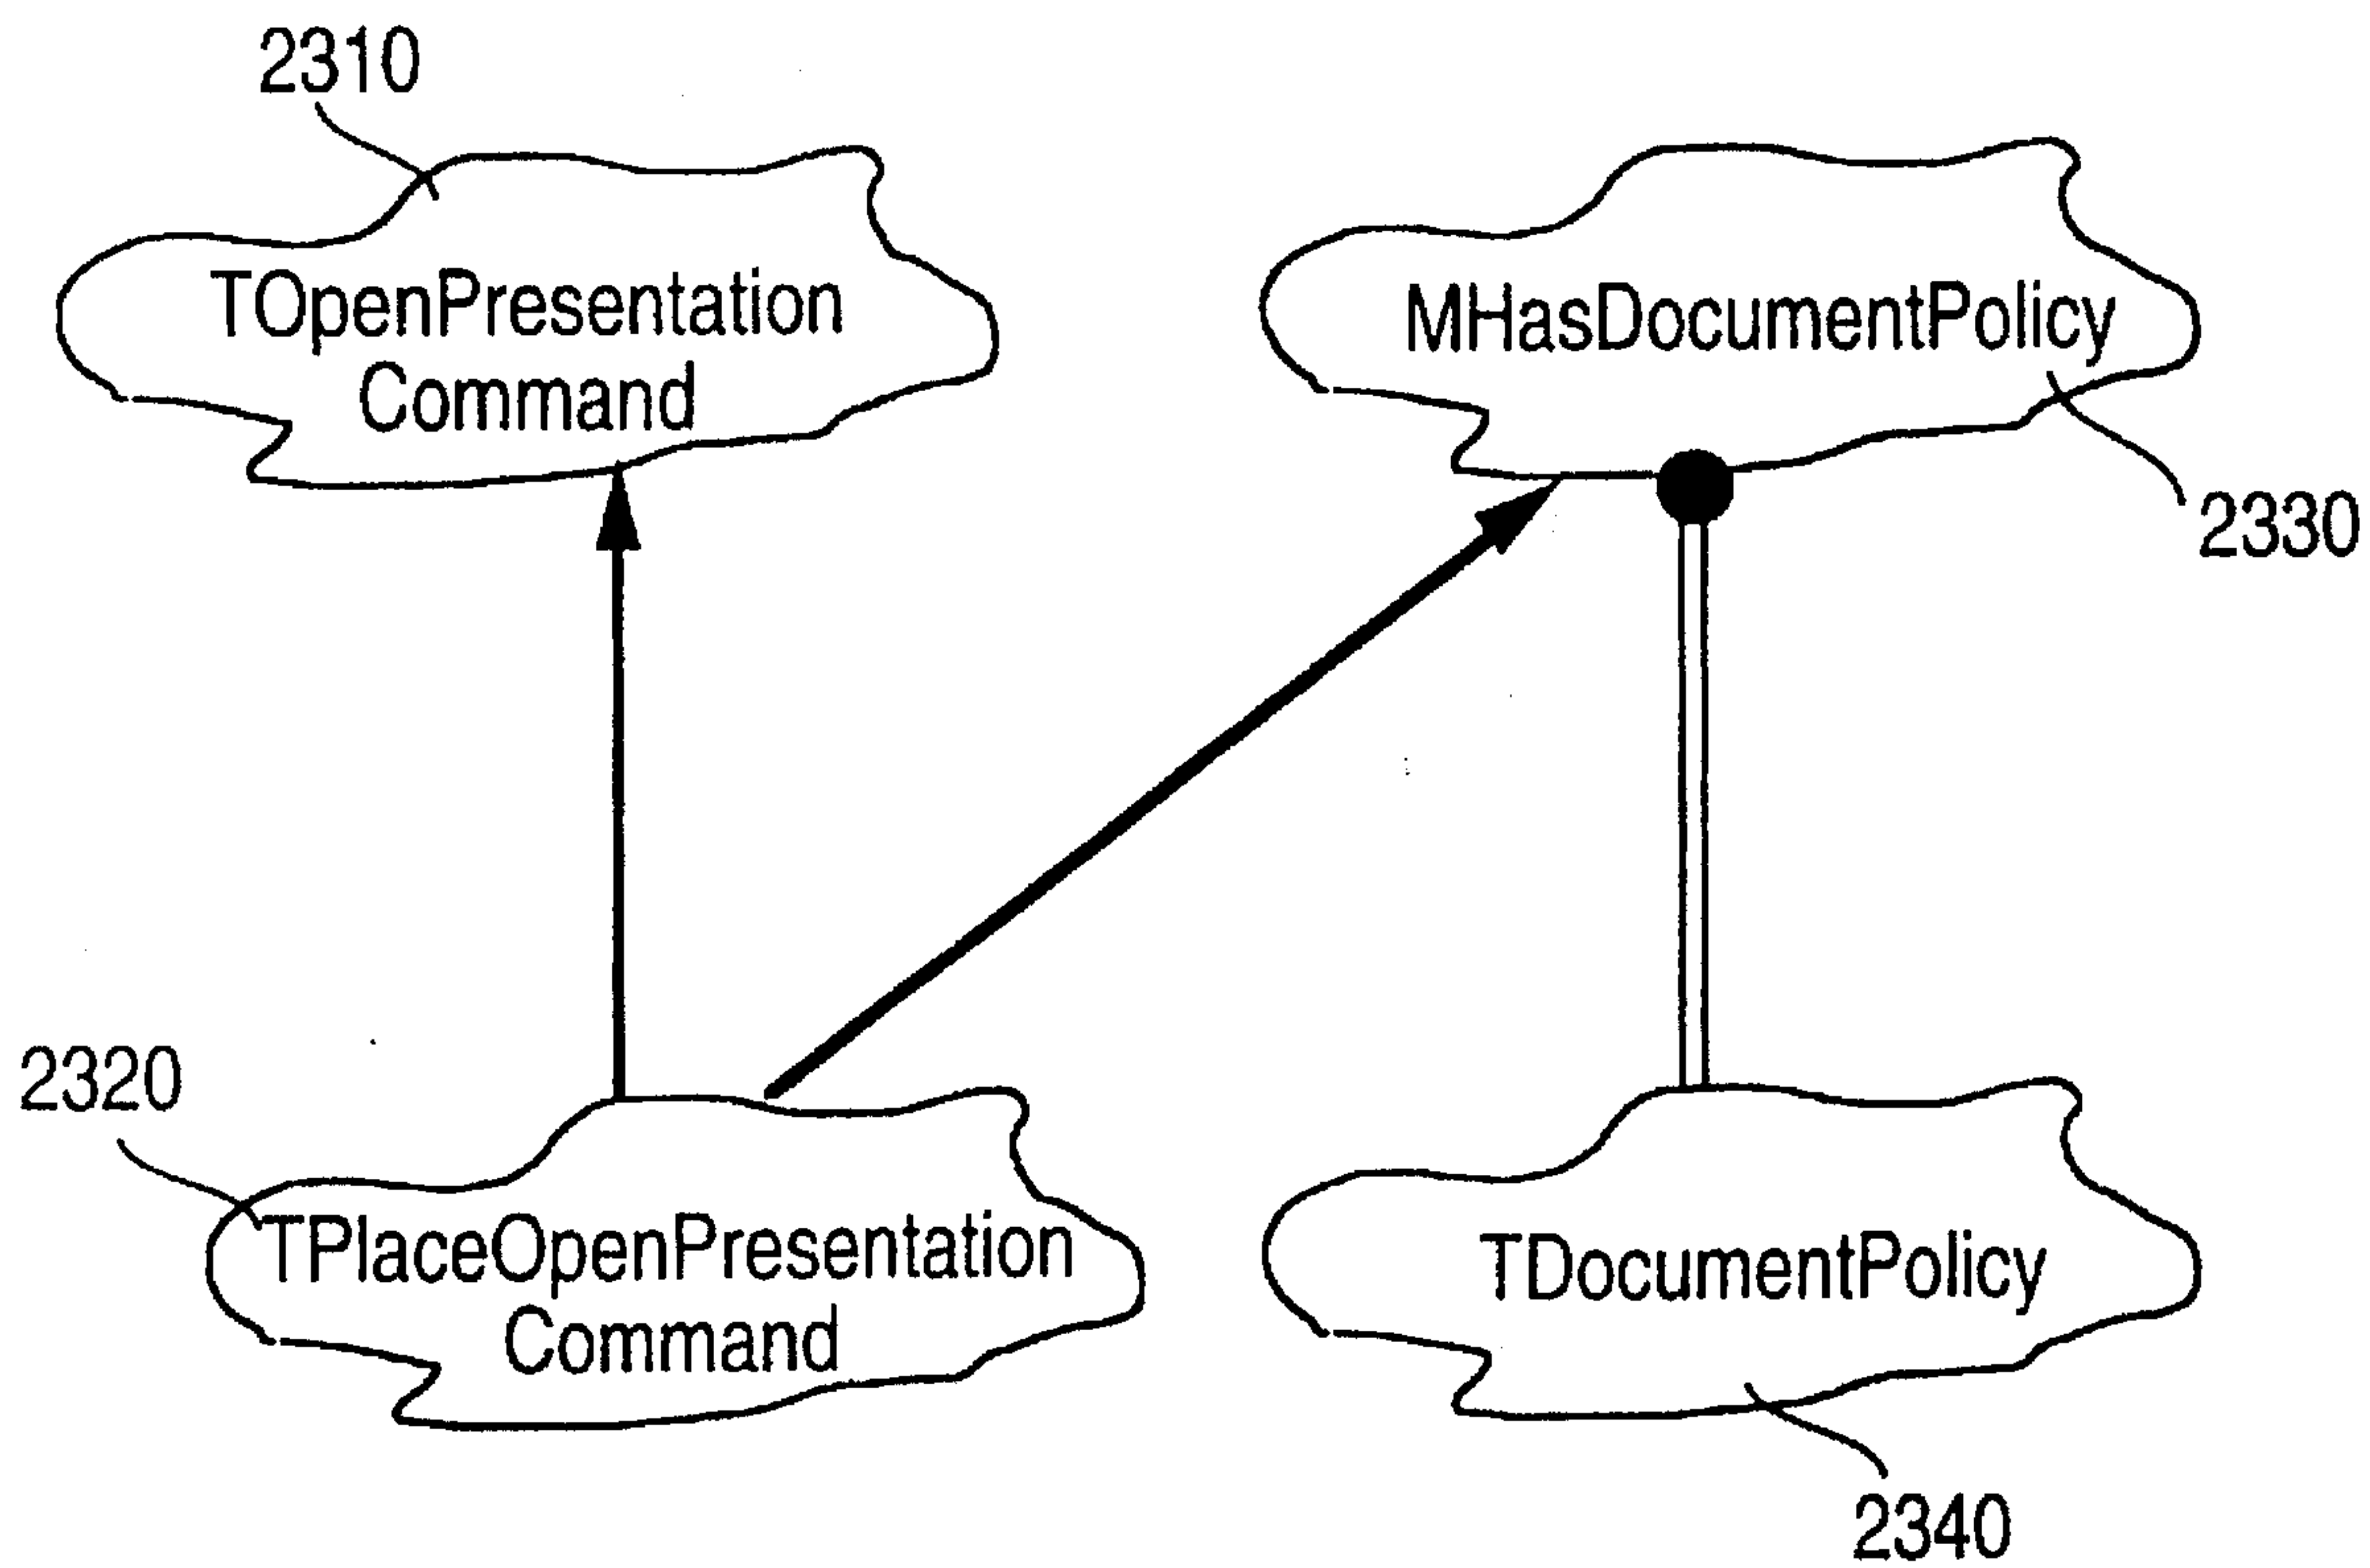 2310
TOpenPresentation
Command
MHasDocumentPolicy
2330
2320
TPlaceOpenPresentation
Command
TDocumentPolicy
2340